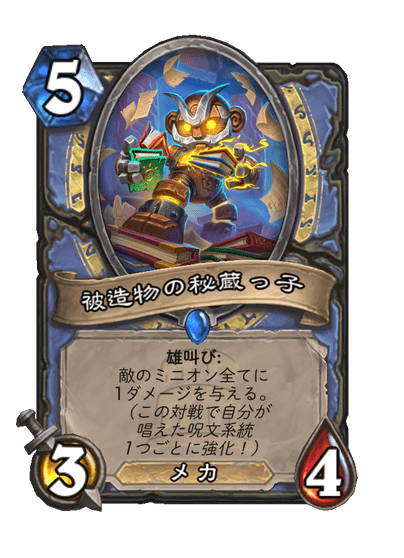 5
被造物の秘蔵っ子
雄叫び:
敵のミニオン全てに
1ダメージを与える。
(この対戦で自分が
唱えた呪文系統
1つごとに強化!)
3
メカ
4